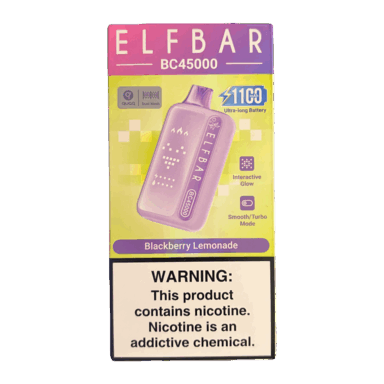 ELFBAR
BC45000
1100
Ultra-long Battery
ELFBAR
BC45000
Interactive
Glow
Smooth/Turbo
Mode
Blackberry Lemonade
WARNING:
This product
contains nicotine.
Nicotine is an
addictive chemical.